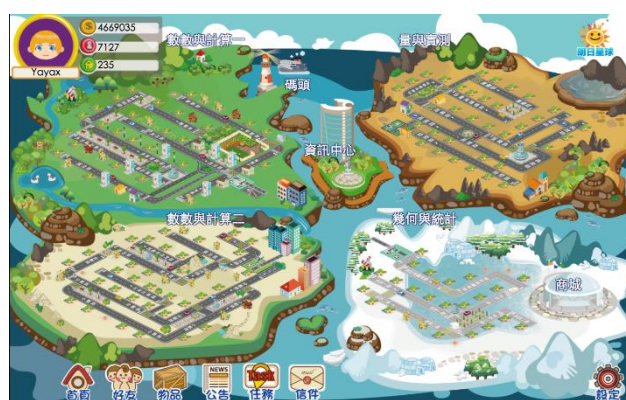 4669035
7127
235
Yayax
數數與計算一
量與實測
明日星球
碼頭
資訊中心
數數與計算二
幾何與統計
商城
NEWS
TASK
首頁
好友
物品
公告
任務
信件
設定